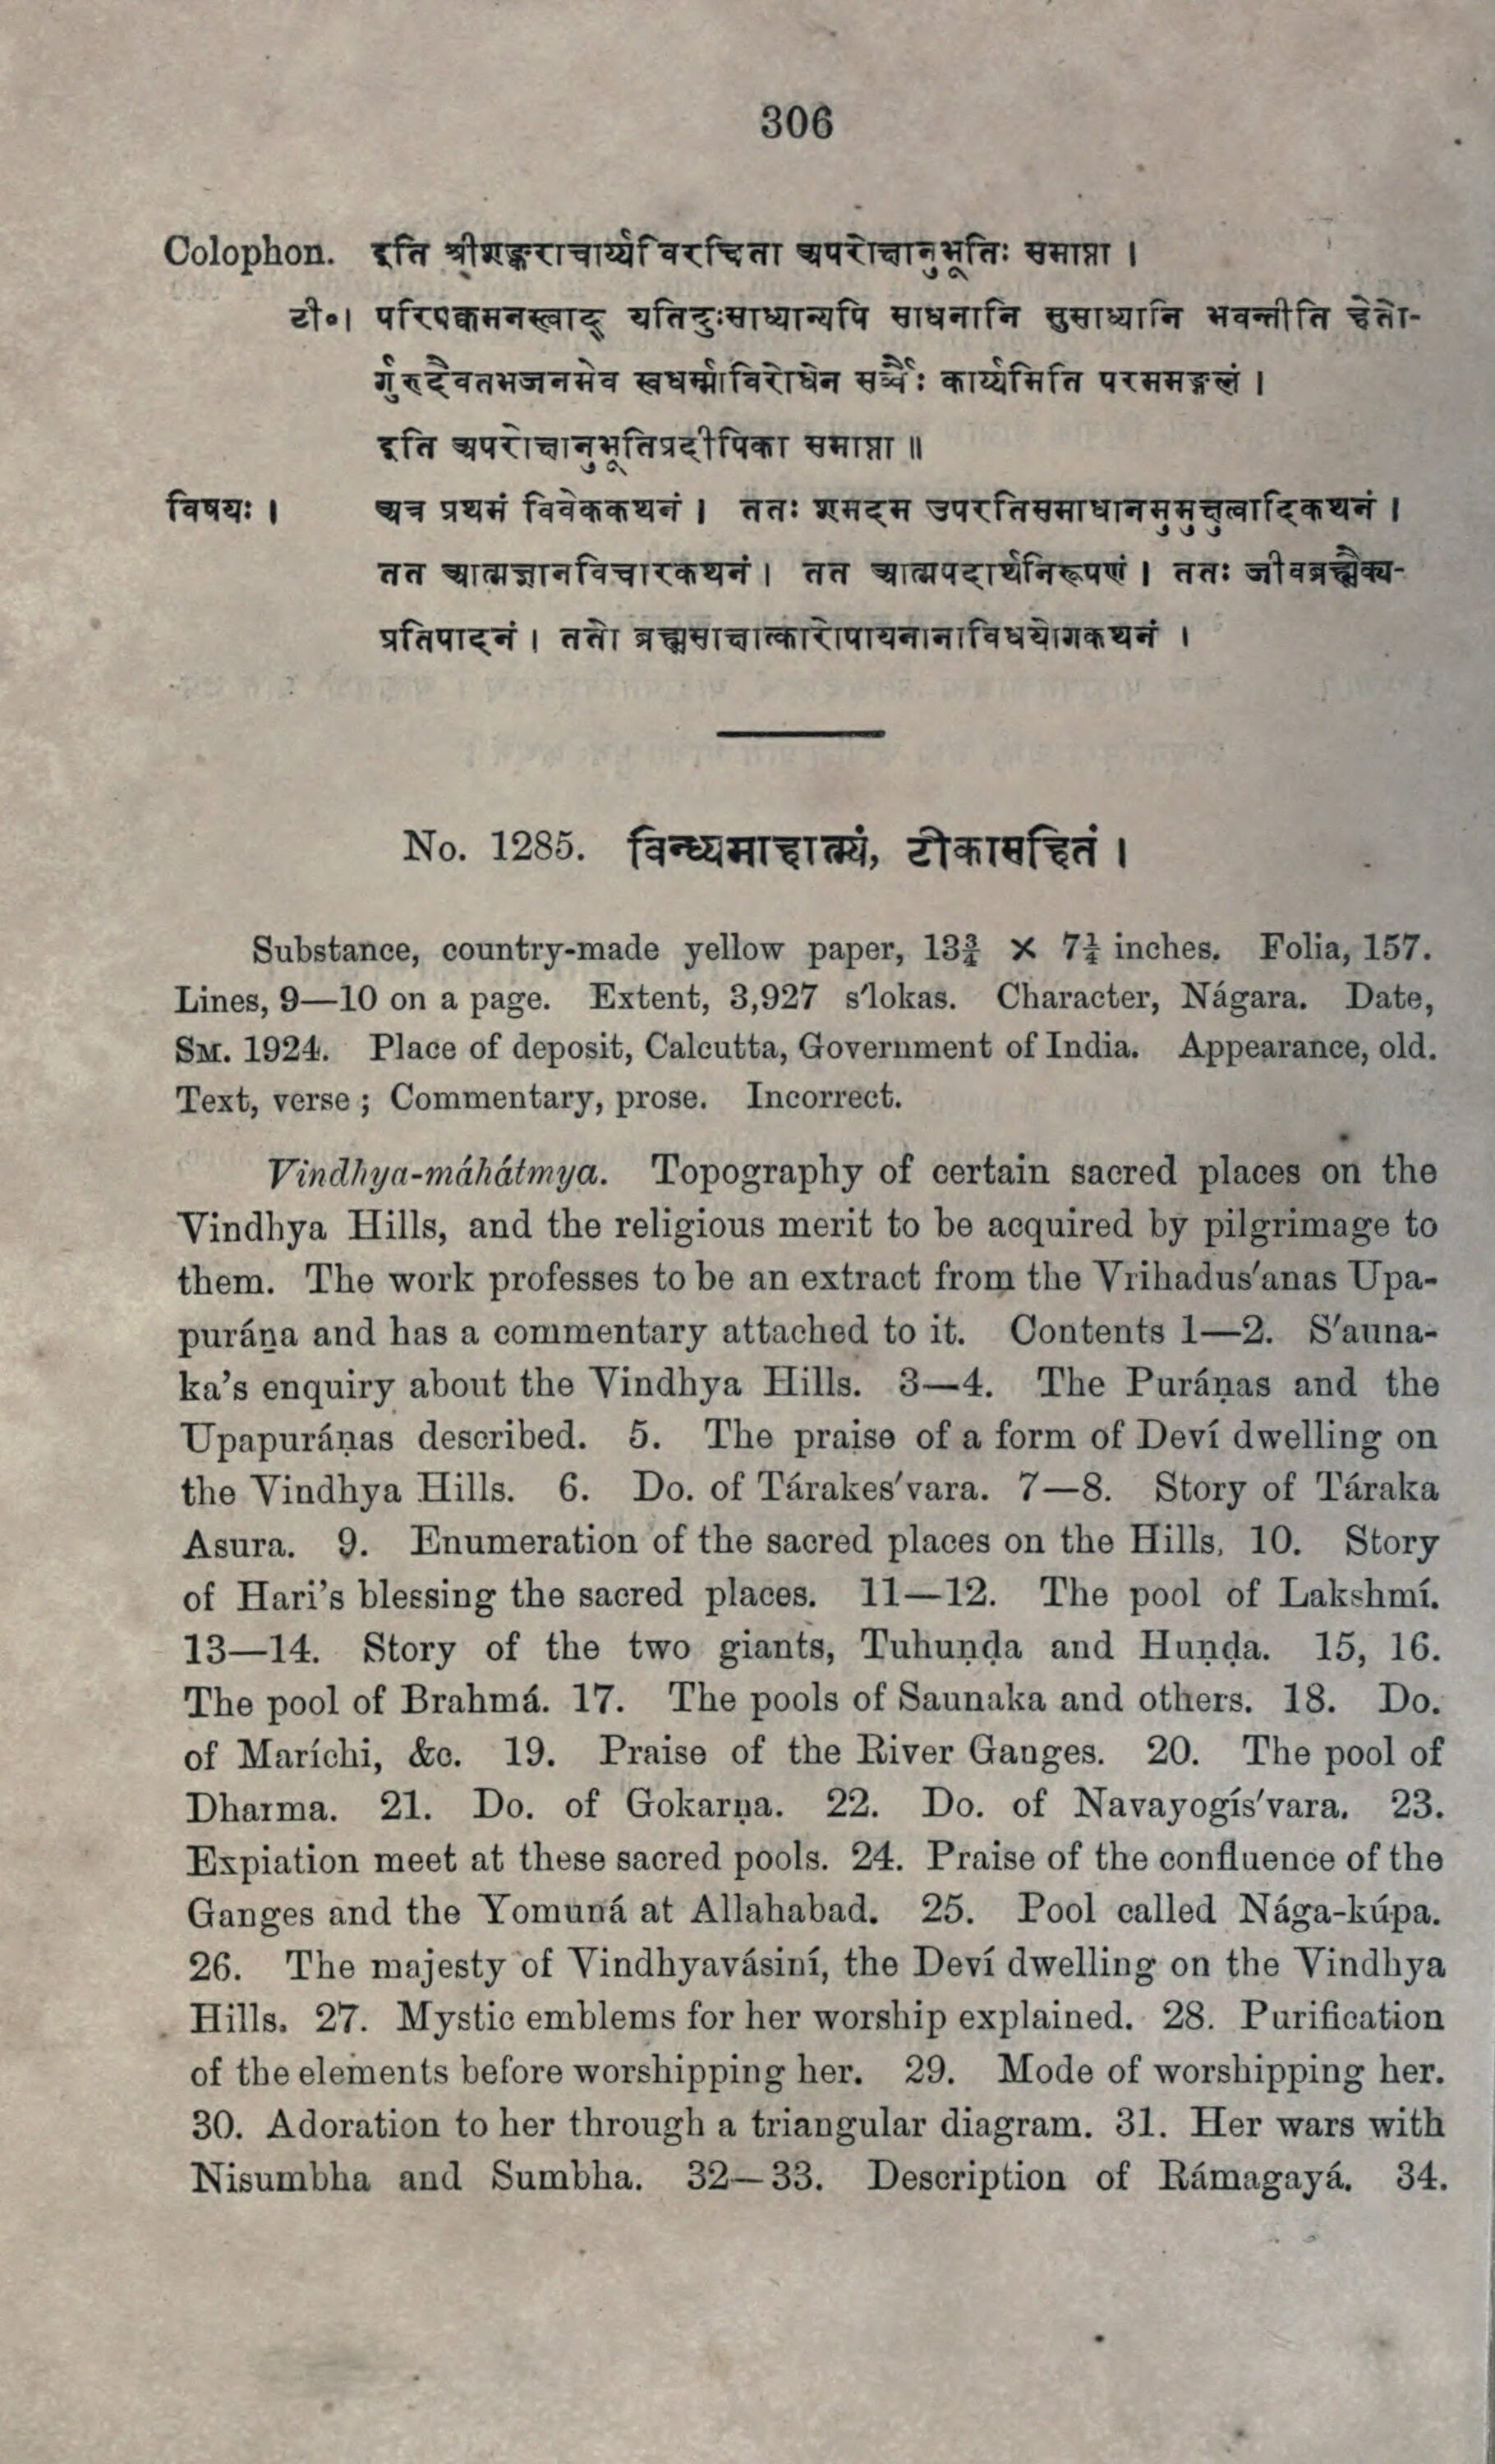 306
Colophon. इति श्रीशङ्कराचार्य्यविरचिता अपरोक्षानुभूतिः समाप्ता ।
टी०। परिपक्कमनस्त्वाद् यतिदुःसाध्यान्यपि साधनानि सुसाध्यानि भवन्तीति हेतो-
र्गुरुदैवतभजनमेव स्वधर्म्माविरोधेन सर्व्वैः कार्य्यमिति परममङ्गलं ।
इति अपरोक्षानुभूतिप्रदीपिका समाप्ता ॥
विषयः । अत्र प्रथमं विवेककथनं । ततः शमदम उपरतिसमाधानमुमुक्षुत्वादिकथनं ।
तत आत्मज्ञानविचारकथनं । तत आत्मपदार्थनिरूपणं । ततः जीवब्रह्मैक्य-
प्रतिपादनं । ततो ब्रह्मसाक्षात्कारोपायनानाविधयोगकथनं ।
No. 1285. विन्ध्यमाहात्म्यं, टीकासहितं ।
Substance, country-made yellow paper, 13¾ × 7¼ inches. Folia, 157.
Lines, 9—10 on a page. Extent, 3,927 s'lokas. Character, Nágara. Date,
SM. 1924. Place of deposit, Calcutta, Government of India. Appearance, old.
Text, verse; Commentary, prose. Incorrect.
Vindhya-máhátmya. Topography of certain sacred places on the
Vindhya Hills, and the religious merit to be acquired by pilgrimage to
them. The work professes to be an extract from the Vrihadus'anas Upa-
puráṇa and has a commentary attached to it. Contents 1—2. S'auna-
ka's enquiry about the Vindhya Hills. 3—4. The Puráṇas and the
Upapuráṇas described. 5. The praise of a form of Deví dwelling on
the Vindhya Hills. 6. Do. of Tárakes'vara. 7—8. Story of Táraka
Asura. 9. Enumeration of the sacred places on the Hills, 10. Story
of Hari's blessing the sacred places. 11—12. The pool of Lakshmí.
13—14. Story of the two giants, Tuhuṇḍa and Huṇḍa. 15, 16.
The pool of Brahmá. 17. The pools of Saunaka and others. 18. Do.
of Maríchi, &c. 19. Praise of the River Ganges. 20. The pool of
Dharma. 21. Do. of Gokarṇa. 22. Do. of Navayogís'vara. 23.
Expiation meet at these sacred pools. 24. Praise of the confluence of the
Ganges and the Yomuná at Allahabad. 25. Pool called Nága-kúpa.
26. The majesty of Vindhyavásiní, the Deví dwelling on the Vindhya
Hills. 27. Mystic emblems for her worship explained. 28. Purification
of the elements before worshipping her. 29. Mode of worshipping her.
30. Adoration to her through a triangular diagram. 31. Her wars with
Nisumbha and Sumbha. 32—33. Description of Rámagayá. 34.